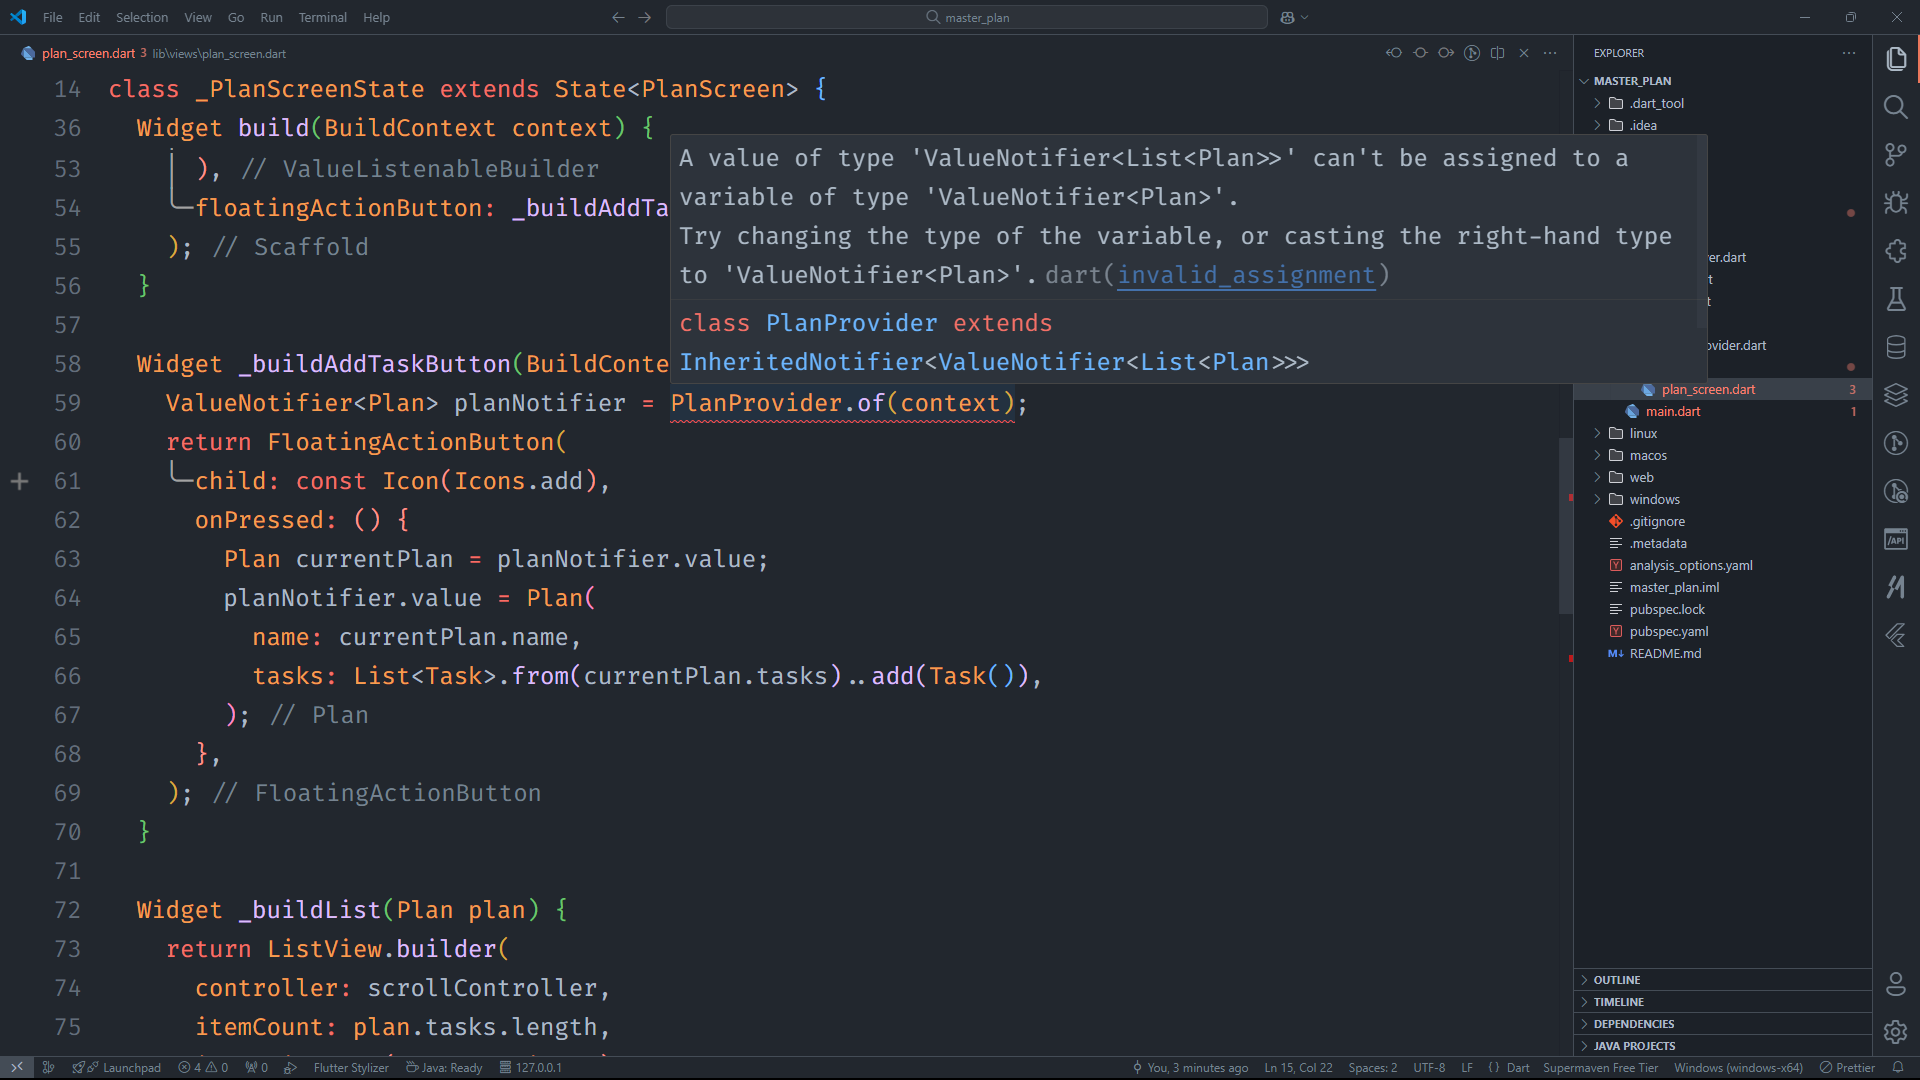 File Edit Selection View Go Run Terminal Help
master_plan
plan_screen.dart 3 lib\views\plan_screen.dart
14 class _PlanScreenState extends State<PlanScreen> {
36 Widget build(BuildContext context) {
53 ), // ValueListenableBuilder
54 floatingActionButton: _buildAddTa
55 ); // Scaffold
56 }
57
58 Widget _buildAddTaskButton(BuildConte
59 ValueNotifier<Plan> planNotifier = PlanProvider.of(context);
60 return FloatingActionButton(
61 child: const Icon(Icons.add),
62 onPressed: () {
63 Plan currentPlan = planNotifier.value;
64 planNotifier.value = Plan(
65 name: currentPlan.name,
66 tasks: List<Task>.from(currentPlan.tasks)..add(Task()),
67 ); // Plan
68 },
69 ); // FloatingActionButton
70 }
71
72 Widget _buildList(Plan plan) {
73 return ListView.builder(
74 controller: scrollController,
75 itemCount: plan.tasks.length,
A value of type 'ValueNotifier<List<Plan>>' can't be assigned to a
variable of type 'ValueNotifier<Plan>'.
Try changing the type of the variable, or casting the right-hand type
to 'ValueNotifier<Plan>'. dart(invalid_assignment)
class PlanProvider extends
InheritedNotifier<ValueNotifier<List<Plan>>>
EXPLORER
MASTER_PLAN
.dart_tool
.idea
er.dart
t
t
ovider.dart
plan_screen.dart 3
main.dart 1
linux
macos
web
windows
.gitignore
.metadata
analysis_options.yaml
master_plan.iml
pubspec.lock
pubspec.yaml
README.md
OUTLINE
TIMELINE
DEPENDENCIES
JAVA PROJECTS
Launchpad 4 0 0 Flutter Stylizer Java: Ready 127.0.0.1 You, 3 minutes ago Ln 15, Col 22 Spaces: 2 UTF-8 LF {} Dart Supermaven Free Tier Windows (windows-x64) Prettier